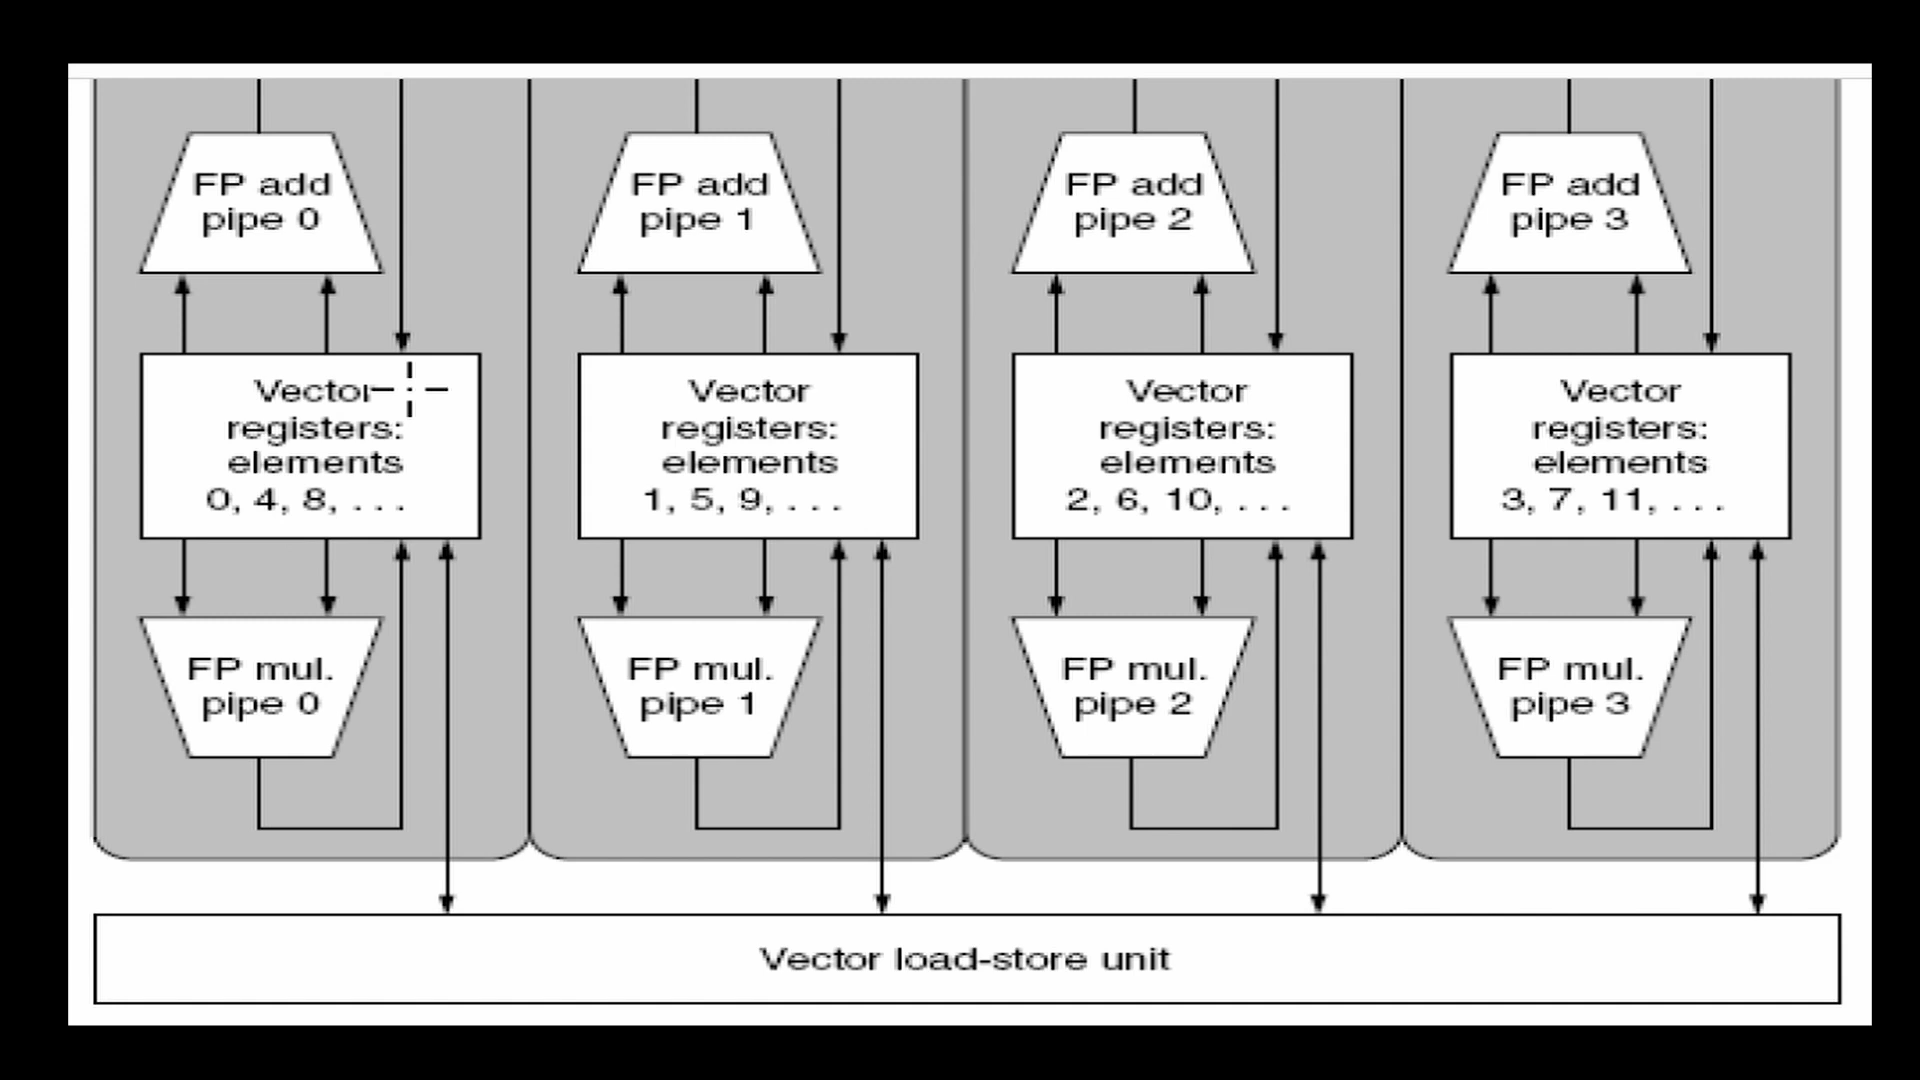 FP add
pipe 0
FP add
pipe 1
FP add
pipe 2
FP add
pipe 3
Vector
registers:
elements
0, 4, 8, . . .
Vector
registers:
elements
1, 5, 9, . . .
Vector
registers:
elements
2, 6, 10, . . .
Vector
registers:
elements
3, 7, 11, . . .
FP mul.
pipe 0
FP mul.
pipe 1
FP mul.
pipe 2
FP mul.
pipe 3
Vector load-store unit